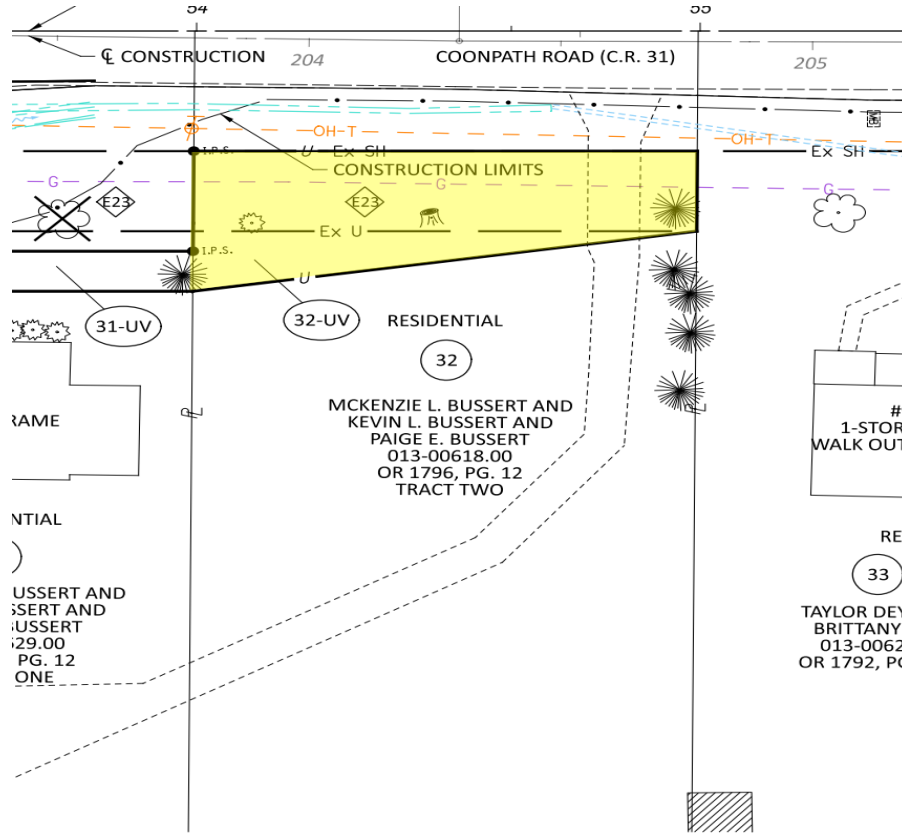 54
55
℄ CONSTRUCTION
204
COONPATH ROAD (C.R. 31)
205
OH-T
OH-T
I.P.S.
U
Ex SH
Ex SH
CONSTRUCTION LIMITS
G
G
G
E23
E23
Ex U
I.P.S.
U
31-UV
32-UV
RESIDENTIAL
32
MCKENZIE L. BUSSERT AND
KEVIN L. BUSSERT AND
PAIGE E. BUSSERT
013-00618.00
OR 1796, PG. 12
TRACT TWO
RAME
PL
PL
#
1-STOR
WALK OUT
NTIAL
USSERT AND
SSERT AND
BUSSERT
529.00
PG. 12
ONE
RE
33
TAYLOR DEY
BRITTANY
013-0062
OR 1792, PG